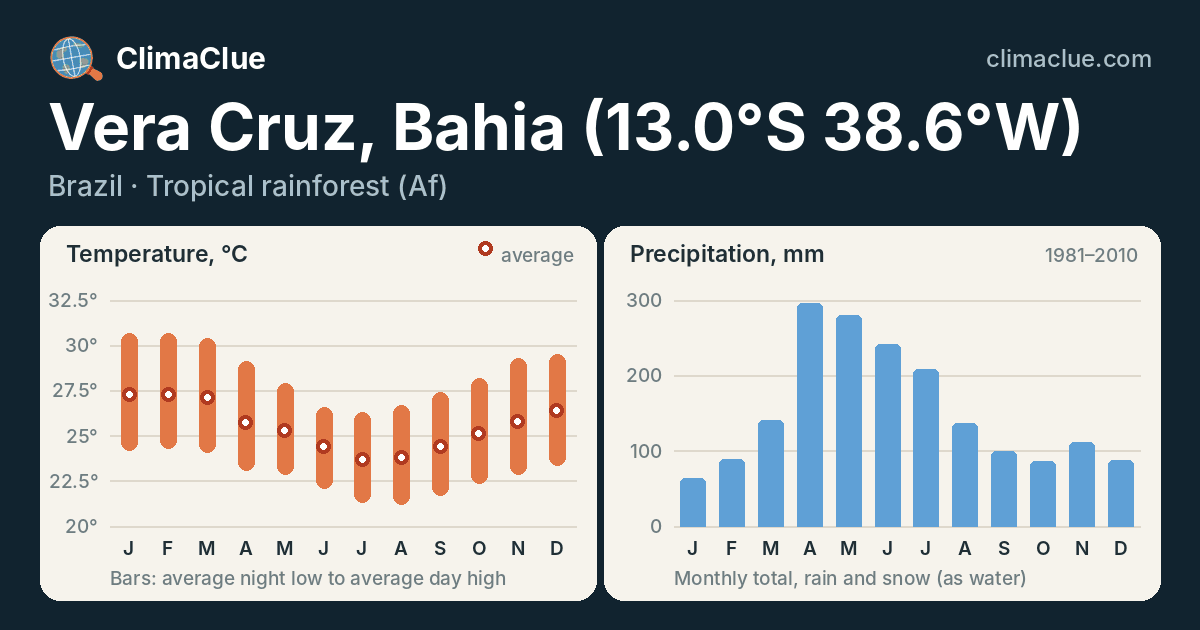 ClimaClue
climaclue.com
Vera Cruz, Bahia (13.0°S 38.6°W)
Brazil · Tropical rainforest (Af)
Temperature, °C
average
32.5°
30°
27.5°
25°
22.5°
20°
J F M A M J J A S O N D
Bars: average night low to average day high
Precipitation, mm
1981–2010
300
200
100
0
J F M A M J J A S O N D
Monthly total, rain and snow (as water)